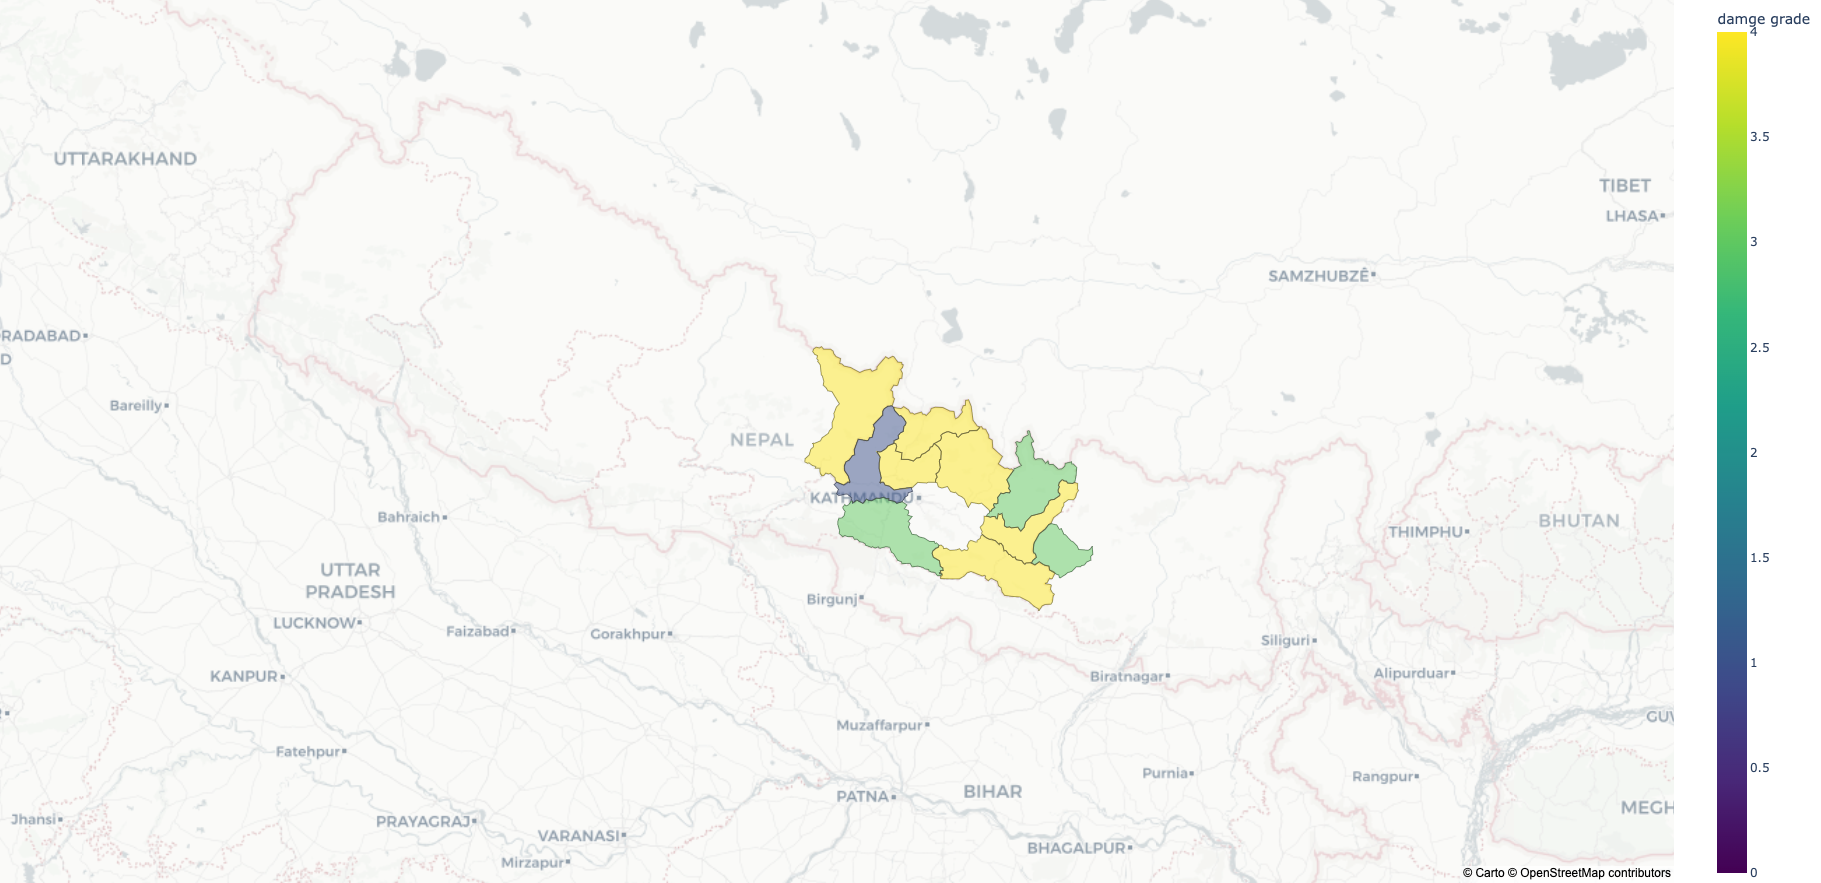 damge grade
4
3.5
3
2.5
2
1.5
1
0.5
0
UTTARAKHAND
TIBET
LHASA
SAMZHUBZÊ
RADABAD
D
Bareilly
NEPAL
KATHMANDU
Bahraich
THIMPHU
BHUTAN
UTTAR
PRADESH
Birgunj
LUCKNOW
Faizabad
Gorakhpur
Siliguri
KANPUR
Biratnagar
Alipurduar
GUV
Muzaffarpur
Fatehpur
Purnia
Rangpur
PATNA
BIHAR
MEGH
Jhansi
PRAYAGRAJ
VARANASI
BHAGALPUR
Mirzapur
© Carto © OpenStreetMap contributors